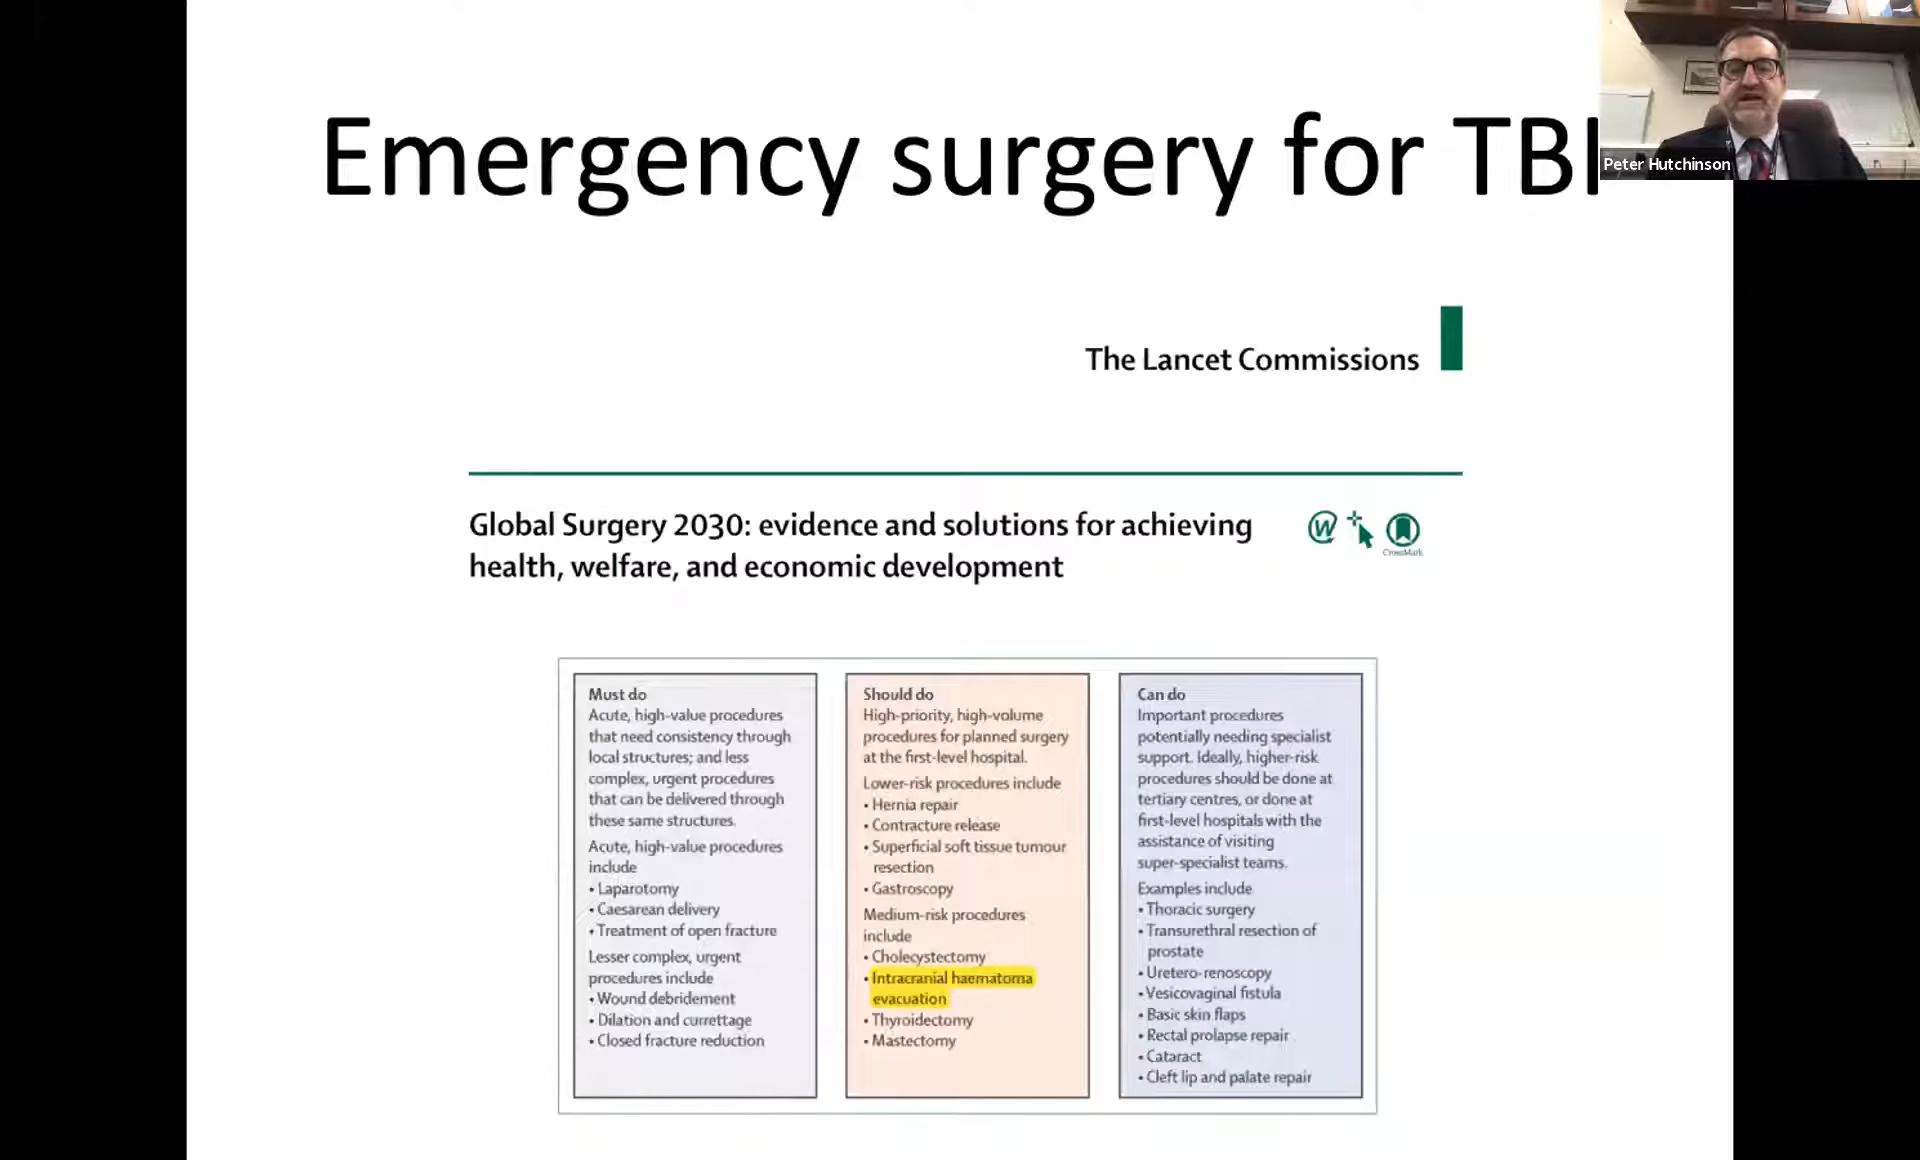 Emergency surgery for TBI
Peter Hutchinson
The Lancet Commissions
Global Surgery 2030: evidence and solutions for achieving
health, welfare, and economic development
CrossMark
Must do
Acute, high-value procedures
that need consistency through
local structures; and less
complex, urgent procedures
that can be delivered through
these same structures.
Acute, high-value procedures
include
• Laparotomy
• Caesarean delivery
• Treatment of open fracture
Lesser complex, urgent
procedures include
• Wound debridement
• Dilation and currettage
• Closed fracture reduction
Should do
High-priority, high-volume
procedures for planned surgery
at the first-level hospital.
Lower-risk procedures include
• Hernia repair
• Contracture release
• Superficial soft tissue tumour
resection
• Gastroscopy
Medium-risk procedures
include
• Cholecystectomy
• Intracranial haematoma
evacuation
• Thyroidectomy
• Mastectomy
Can do
Important procedures
potentially needing specialist
support. Ideally, higher-risk
procedures should be done at
tertiary centres, or done at
first-level hospitals with the
assistance of visiting
super-specialist teams.
Examples include
• Thoracic surgery
• Transurethral resection of
prostate
• Uretero-renoscopy
• Vesicovaginal fistula
• Basic skin flaps
• Rectal prolapse repair
• Cataract
• Cleft lip and palate repair